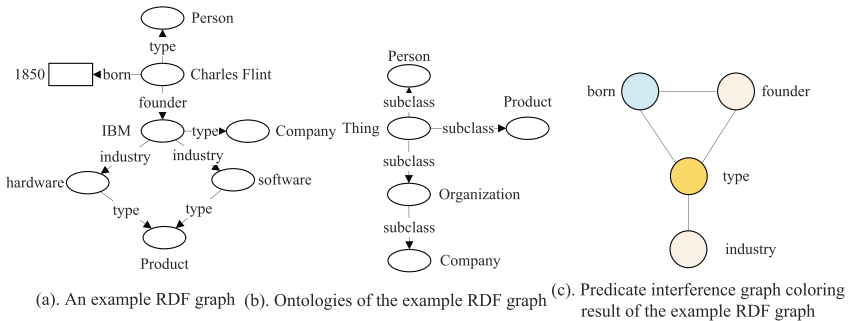 Person
type
1850
born
Charles Flint
founder
IBM
type
Company
industry
industry
hardware
software
type
type
Product
(a). An example RDF graph
Person
subclass
Product
Thing
subclass
subclass
Organization
subclass
Company
(b). Ontologies of the example RDF graph
born
founder
type
industry
(c). Predicate interference graph coloring
result of the example RDF graph